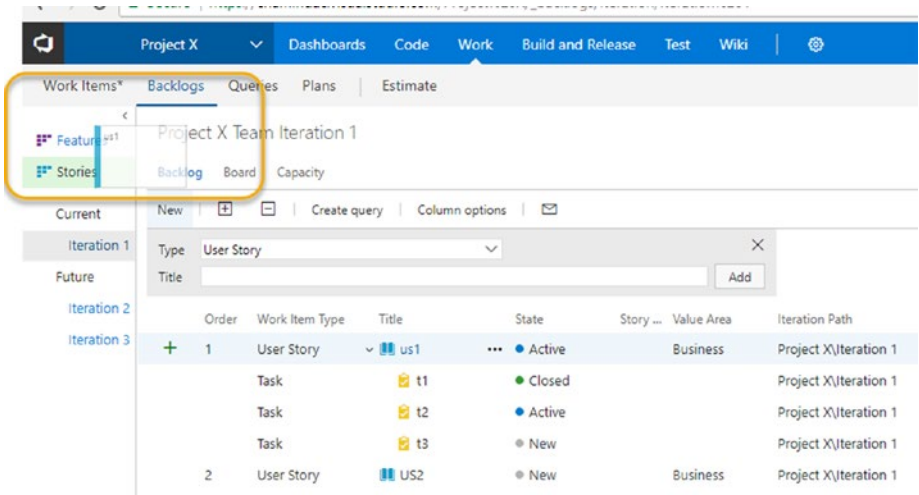 Project X Dashboards Code Work Build and Release Test Wiki
Work Items* Backlogs Queries Plans Estimate
Project X Team Iteration 1
Features us1
Stories
Backlog Board Capacity
Current
New Create query Column options
Iteration 1
Type User Story
Future
Title Add
Iteration 2
Iteration 3
Order Work Item Type Title State Story ... Value Area Iteration Path
1 User Story us1 ••• Active Business Project X\Iteration 1
Task t1 Closed Project X\Iteration 1
Task t2 Active Project X\Iteration 1
Task t3 New Project X\Iteration 1
2 User Story US2 New Business Project X\Iteration 1